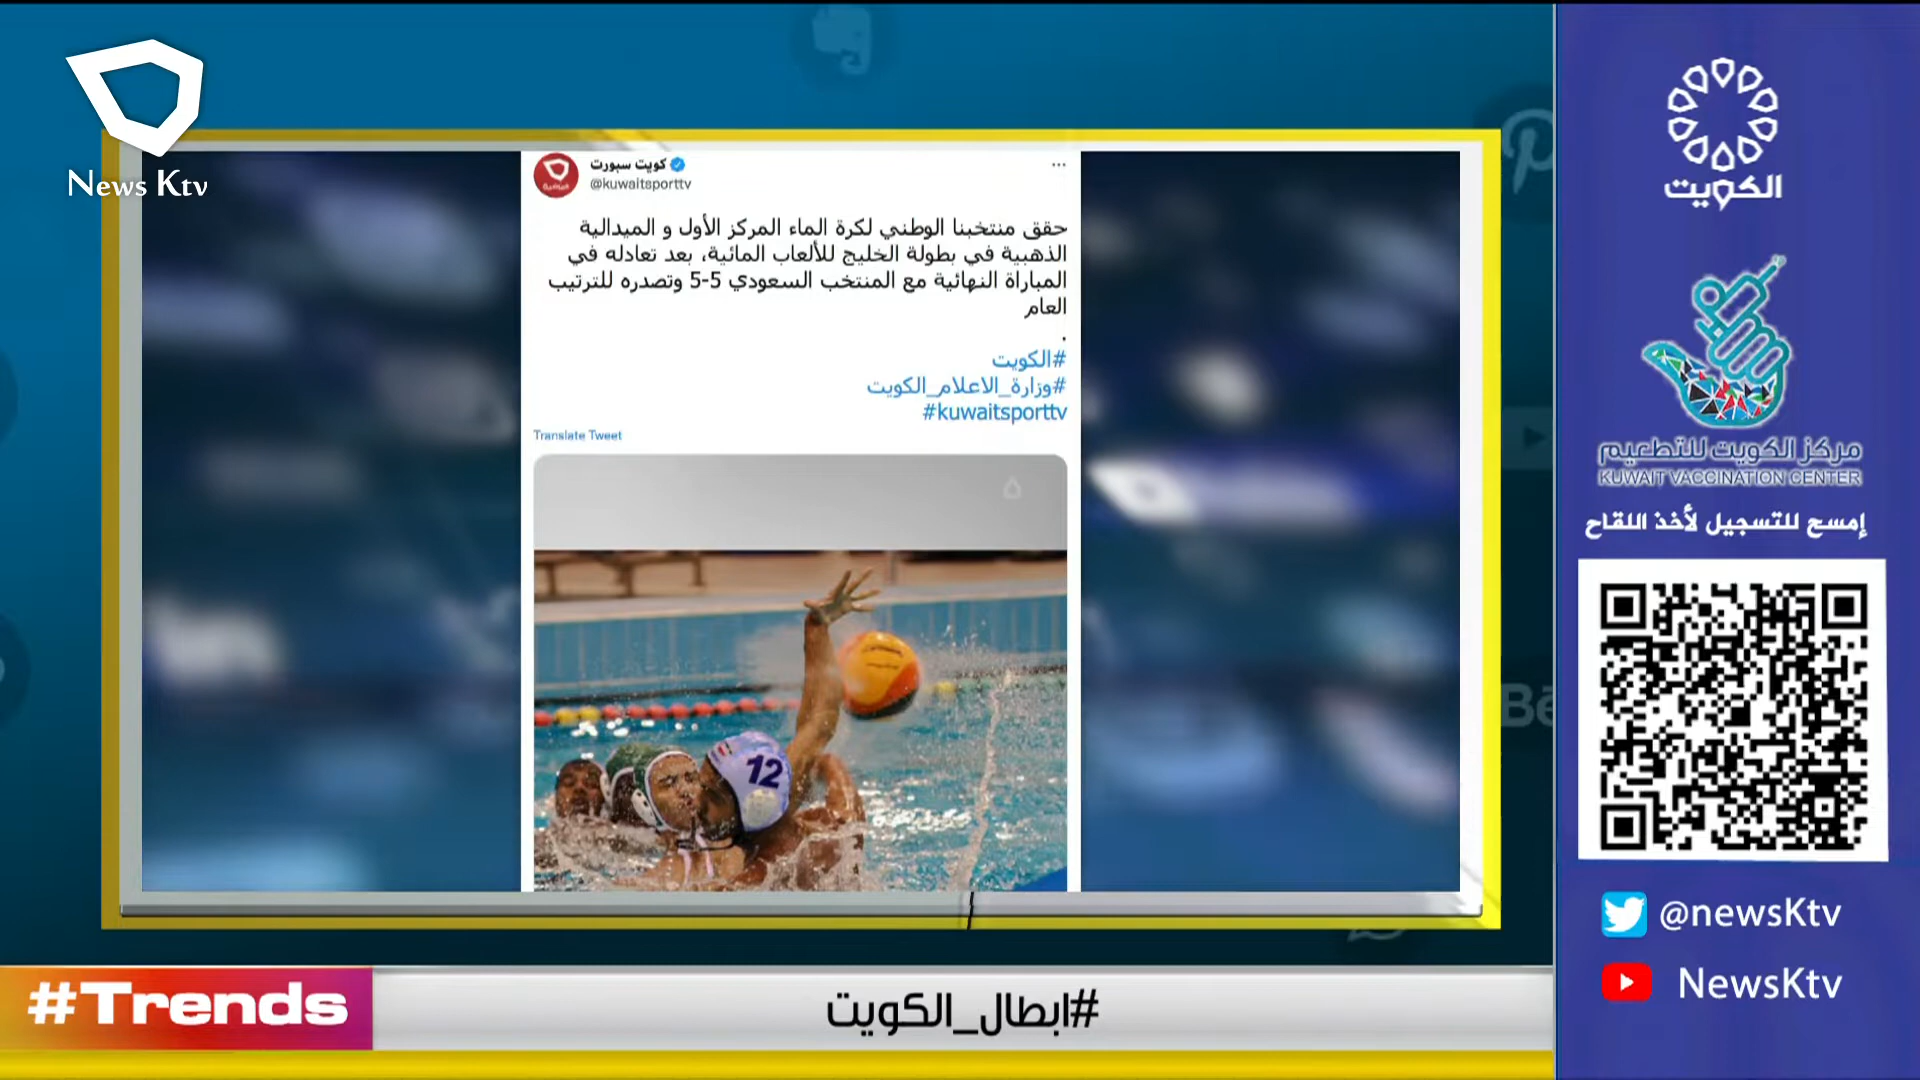 News Ktv
كويت سبورت
@kuwaitsporttv
حقق منتخبنا الوطني لكرة الماء المركز الأول و الميدالية
الذهبية في بطولة الخليج للألعاب المائية، بعد تعادله في
المباراة النهائية مع المنتخب السعودي 5-5 وتصدره للترتيب
العام
.
#الكويت
#وزارة_الاعلام_الكويت
#kuwaitsporttv
Translate Tweet
12
#Trends
#ابطال_الكويت
الكويت
مركز الكويت للتطعيم
KUWAIT VACCINATION CENTER
إمسح للتسجيل لأخذ اللقاح
@newsKtv
NewsKtv